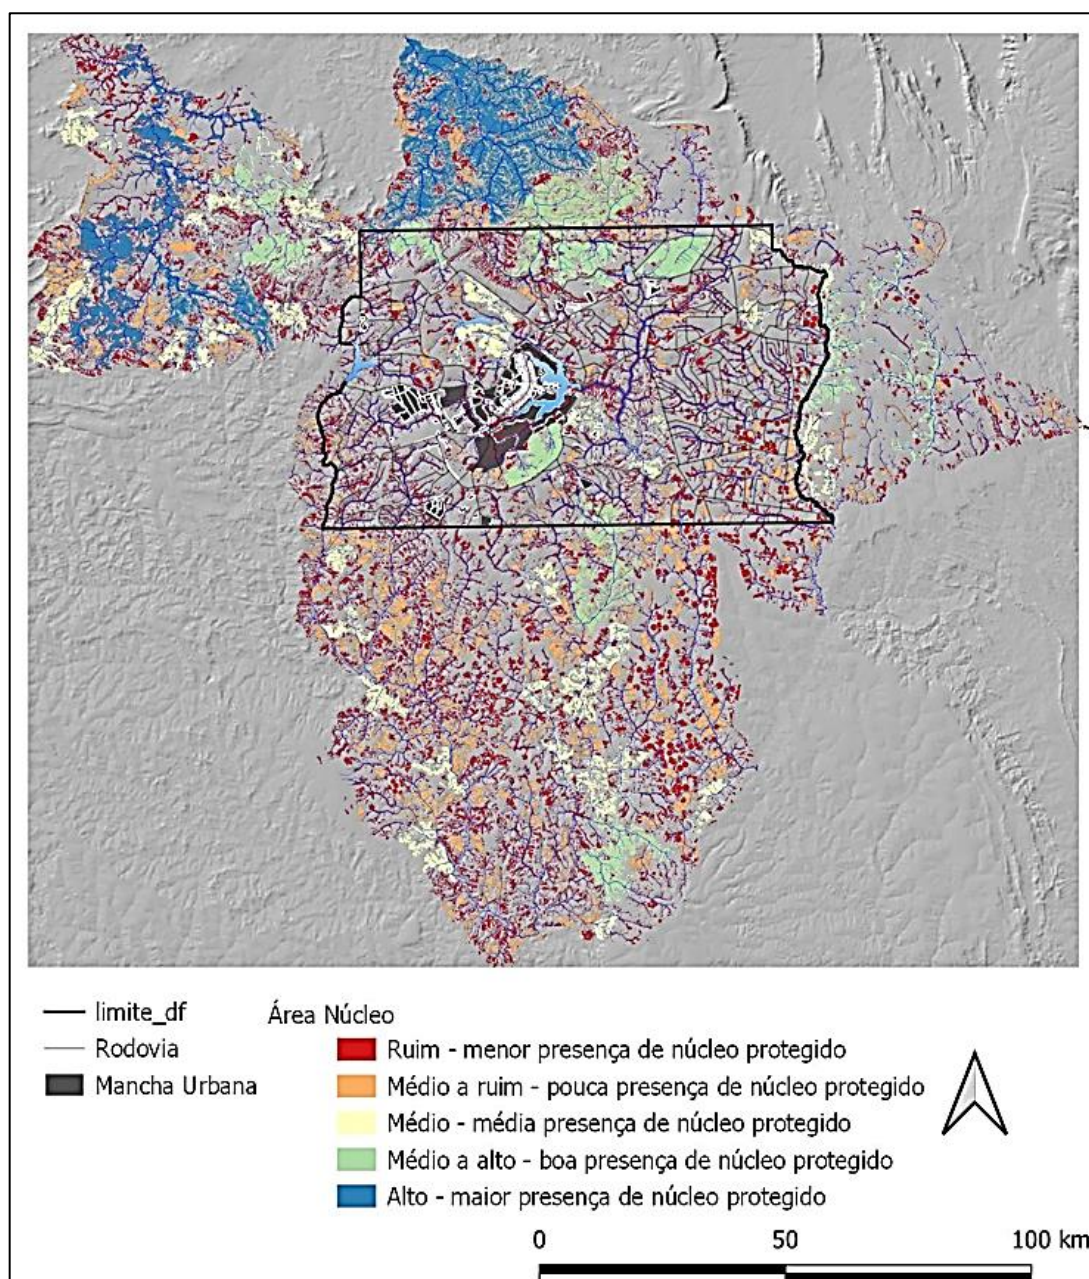 limite_df
Rodovia
Mancha Urbana
Área Núcleo
Ruim - menor presença de núcleo protegido
Médio a ruim - pouca presença de núcleo protegido
Médio - média presença de núcleo protegido
Médio a alto - boa presença de núcleo protegido
Alto - maior presença de núcleo protegido
0 50 100 km